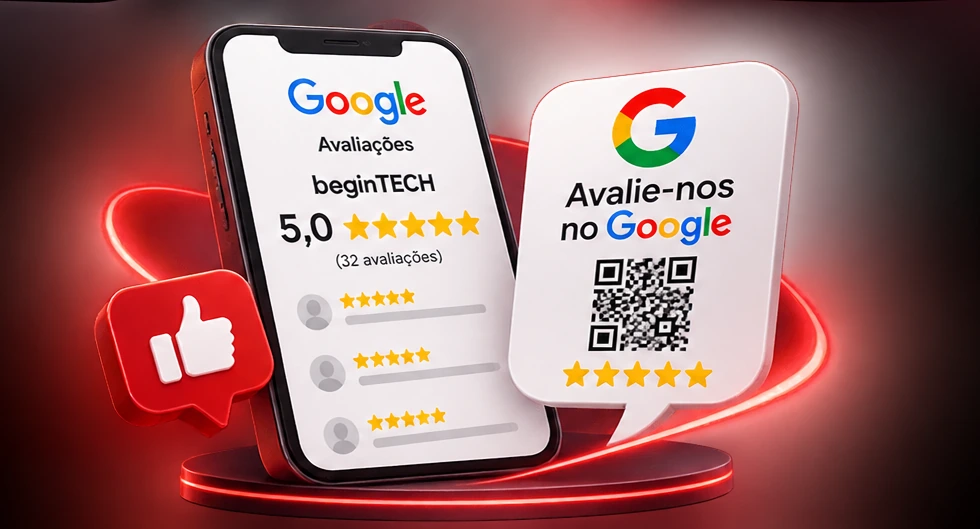 Google
Avaliações
beginTECH
5,0
(32 avaliações)
G
Avalie-nos
no Google